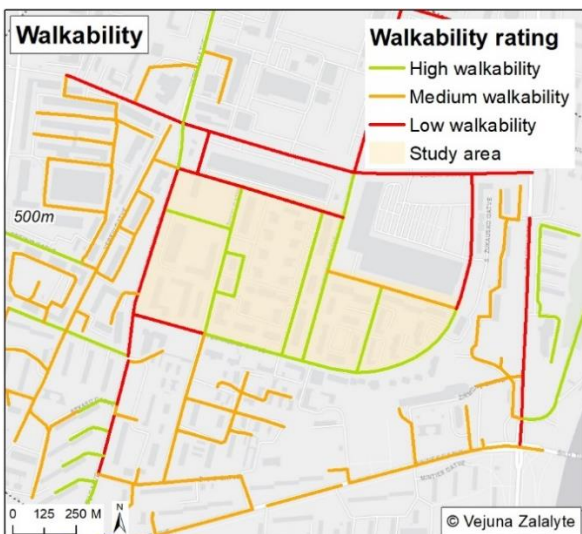 Walkability
Walkability rating
High walkability
Medium walkability
Low walkability
Study area
500m
0 125 250 M
N
© Vejuna Zalalyte